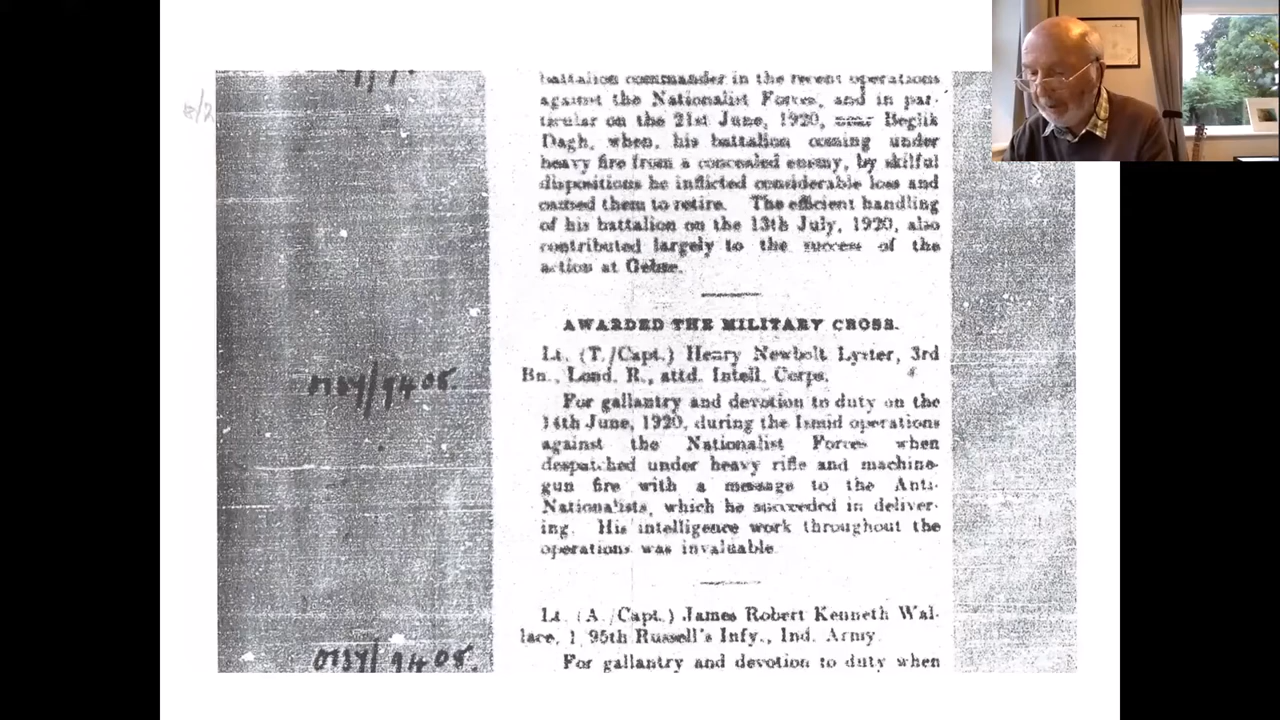 battalion commander in the recent operations
against the Nationalist Forces, and in par-
ticular on the 21st June, 1920, near Beglik
Dagh, when, his battalion coming under
heavy fire from a concealed enemy, by skilful
dispositions he inflicted considerable loss and
caused them to retire. The efficient handling
of his battalion on the 13th July, 1920, also
contributed largely to the success of the
action at Gebze.
AWARDED THE MILITARY CROSS.
Lt. (T./Capt.) Henry Newbolt Lyster, 3rd
Bn., Lond. R., attd. Intell. Corps.
For gallantry and devotion to duty on the
14th June, 1920, during the Ismid operations
against the Nationalist Forces when
despatched under heavy rifle and machine-
gun fire with a message to the Anti-
Nationalists, which he succeeded in deliver-
ing. His intelligence work throughout the
operations was invaluable
Lt. (A./Capt.) James Robert Kenneth Wal-
lace, 1/95th Russell's Infy., Ind. Army
For gallantry and devotion to duty when